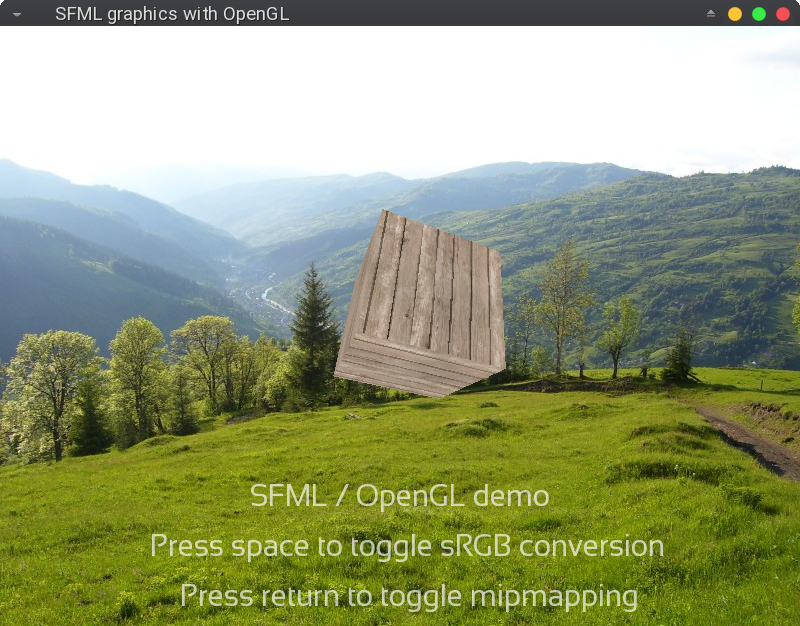 SFML graphics with OpenGL
SFML / OpenGL demo
Press space to toggle sRGB conversion
Press return to toggle mipmapping